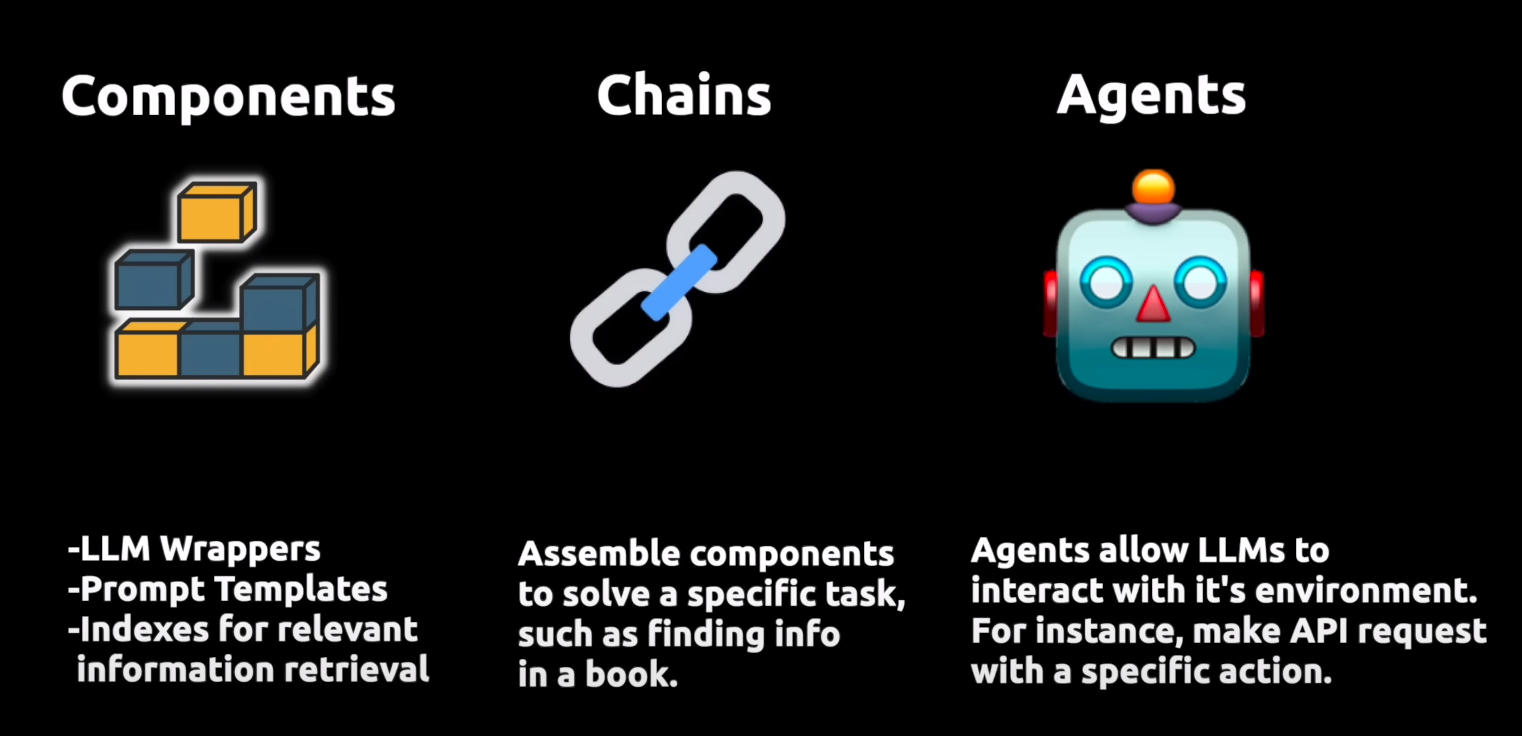 Components
-LLM Wrappers
-Prompt Templates
-Indexes for relevant
information retrieval
Chains
Assemble components
to solve a specific task,
such as finding info
in a book.
Agents
Agents allow LLMs to
interact with it's environment.
For instance, make API request
with a specific action.